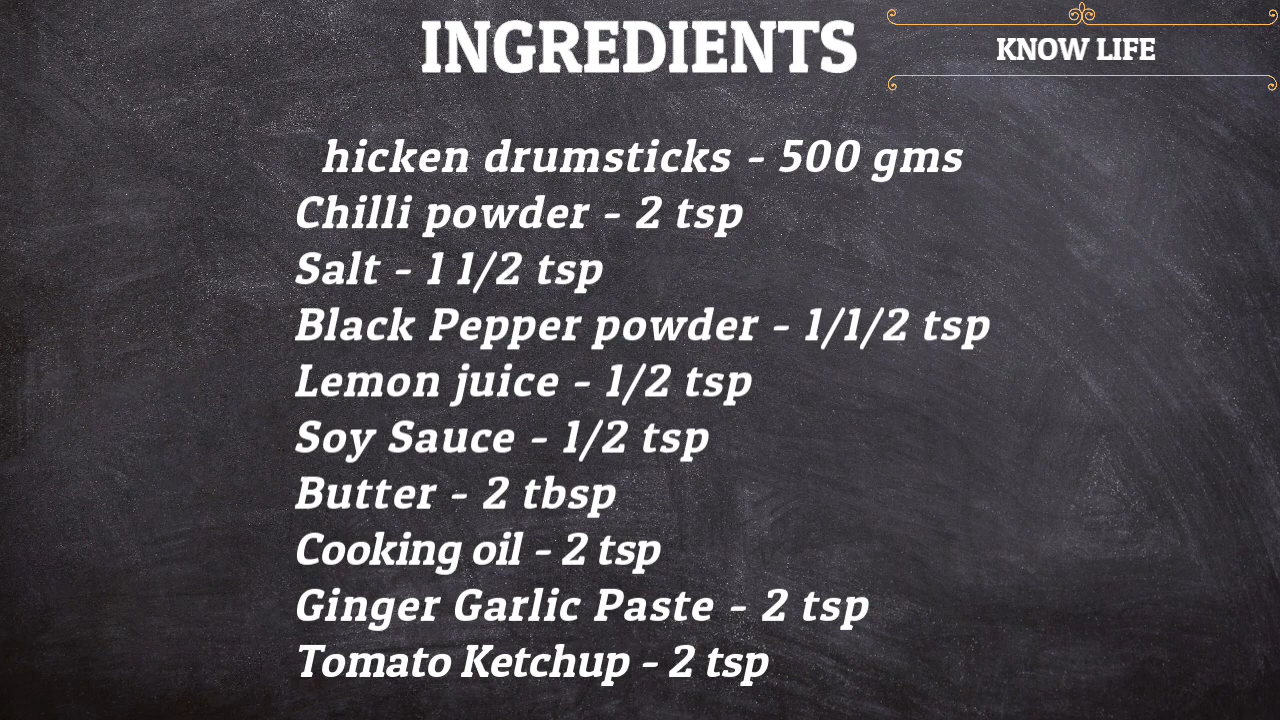 INGREDIENTS
KNOW LIFE
hicken drumsticks - 500 gms
Chilli powder - 2 tsp
Salt - 1 1/2 tsp
Black Pepper powder - 1/1/2 tsp
Lemon juice - 1/2 tsp
Soy Sauce - 1/2 tsp
Butter - 2 tbsp
Cooking oil - 2 tsp
Ginger Garlic Paste - 2 tsp
Tomato Ketchup - 2 tsp